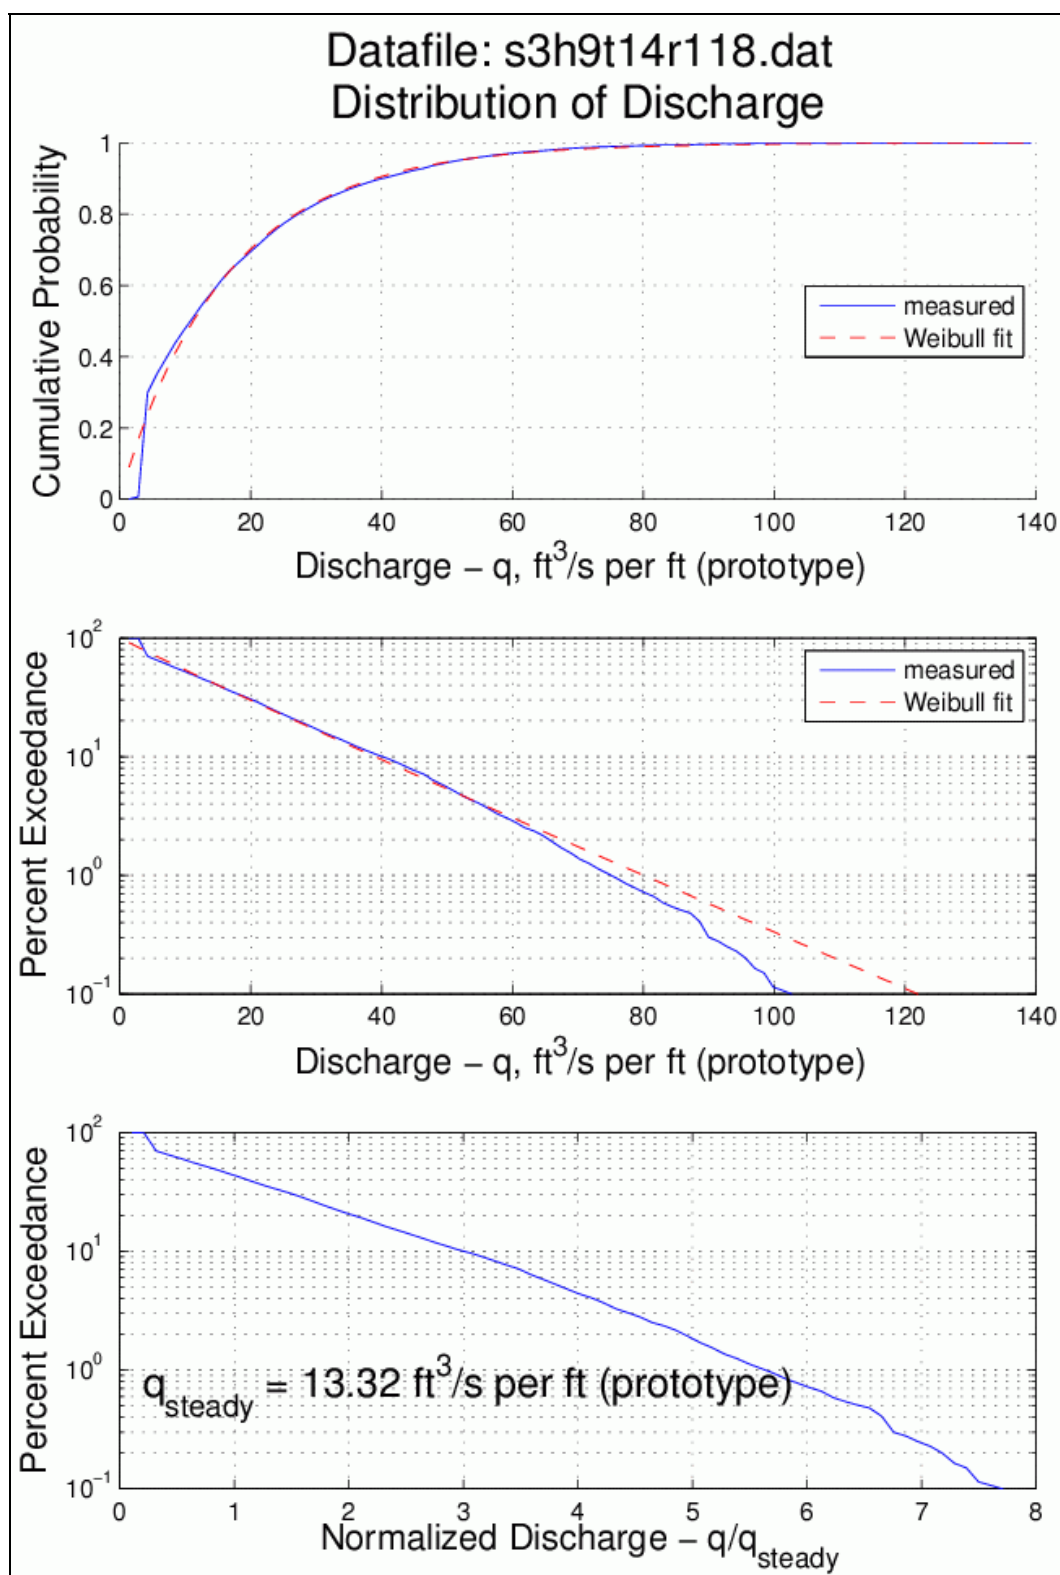 Datafile: s3h9t14r118.dat
Distribution of Discharge
Cumulative Probability
1
0.8
0.6
0.4
0.2
0
0 20 40 60 80 100 120 140
measured
Weibull fit
Discharge – q, ft³/s per ft (prototype)
Percent Exceedance
10²
10¹
10⁰
10⁻¹
0 20 40 60 80 100 120 140
measured
Weibull fit
Discharge – q, ft³/s per ft (prototype)
Percent Exceedance
10²
10¹
10⁰
10⁻¹
q_steady = 13.32 ft³/s per ft (prototype)
0 1 2 3 4 5 6 7 8
Normalized Discharge – q/q_steady